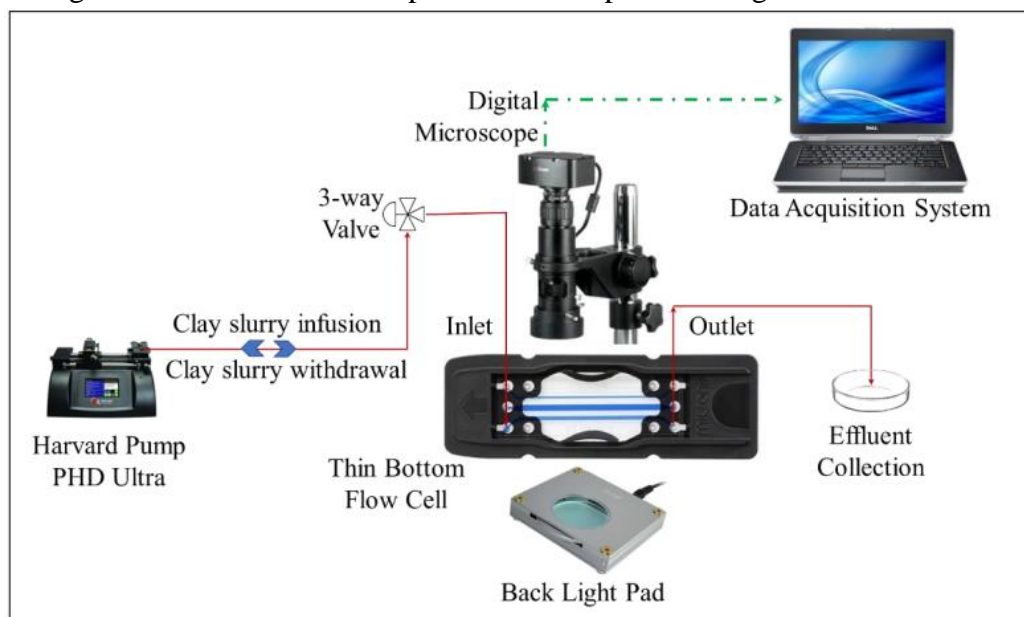 Digital
Microscope
3-way
Valve
Data Acquisition System
Clay slurry infusion
Clay slurry withdrawal
Inlet
Outlet
Harvard Pump
PHD Ultra
Thin Bottom
Flow Cell
Effluent
Collection
Back Light Pad
DELL